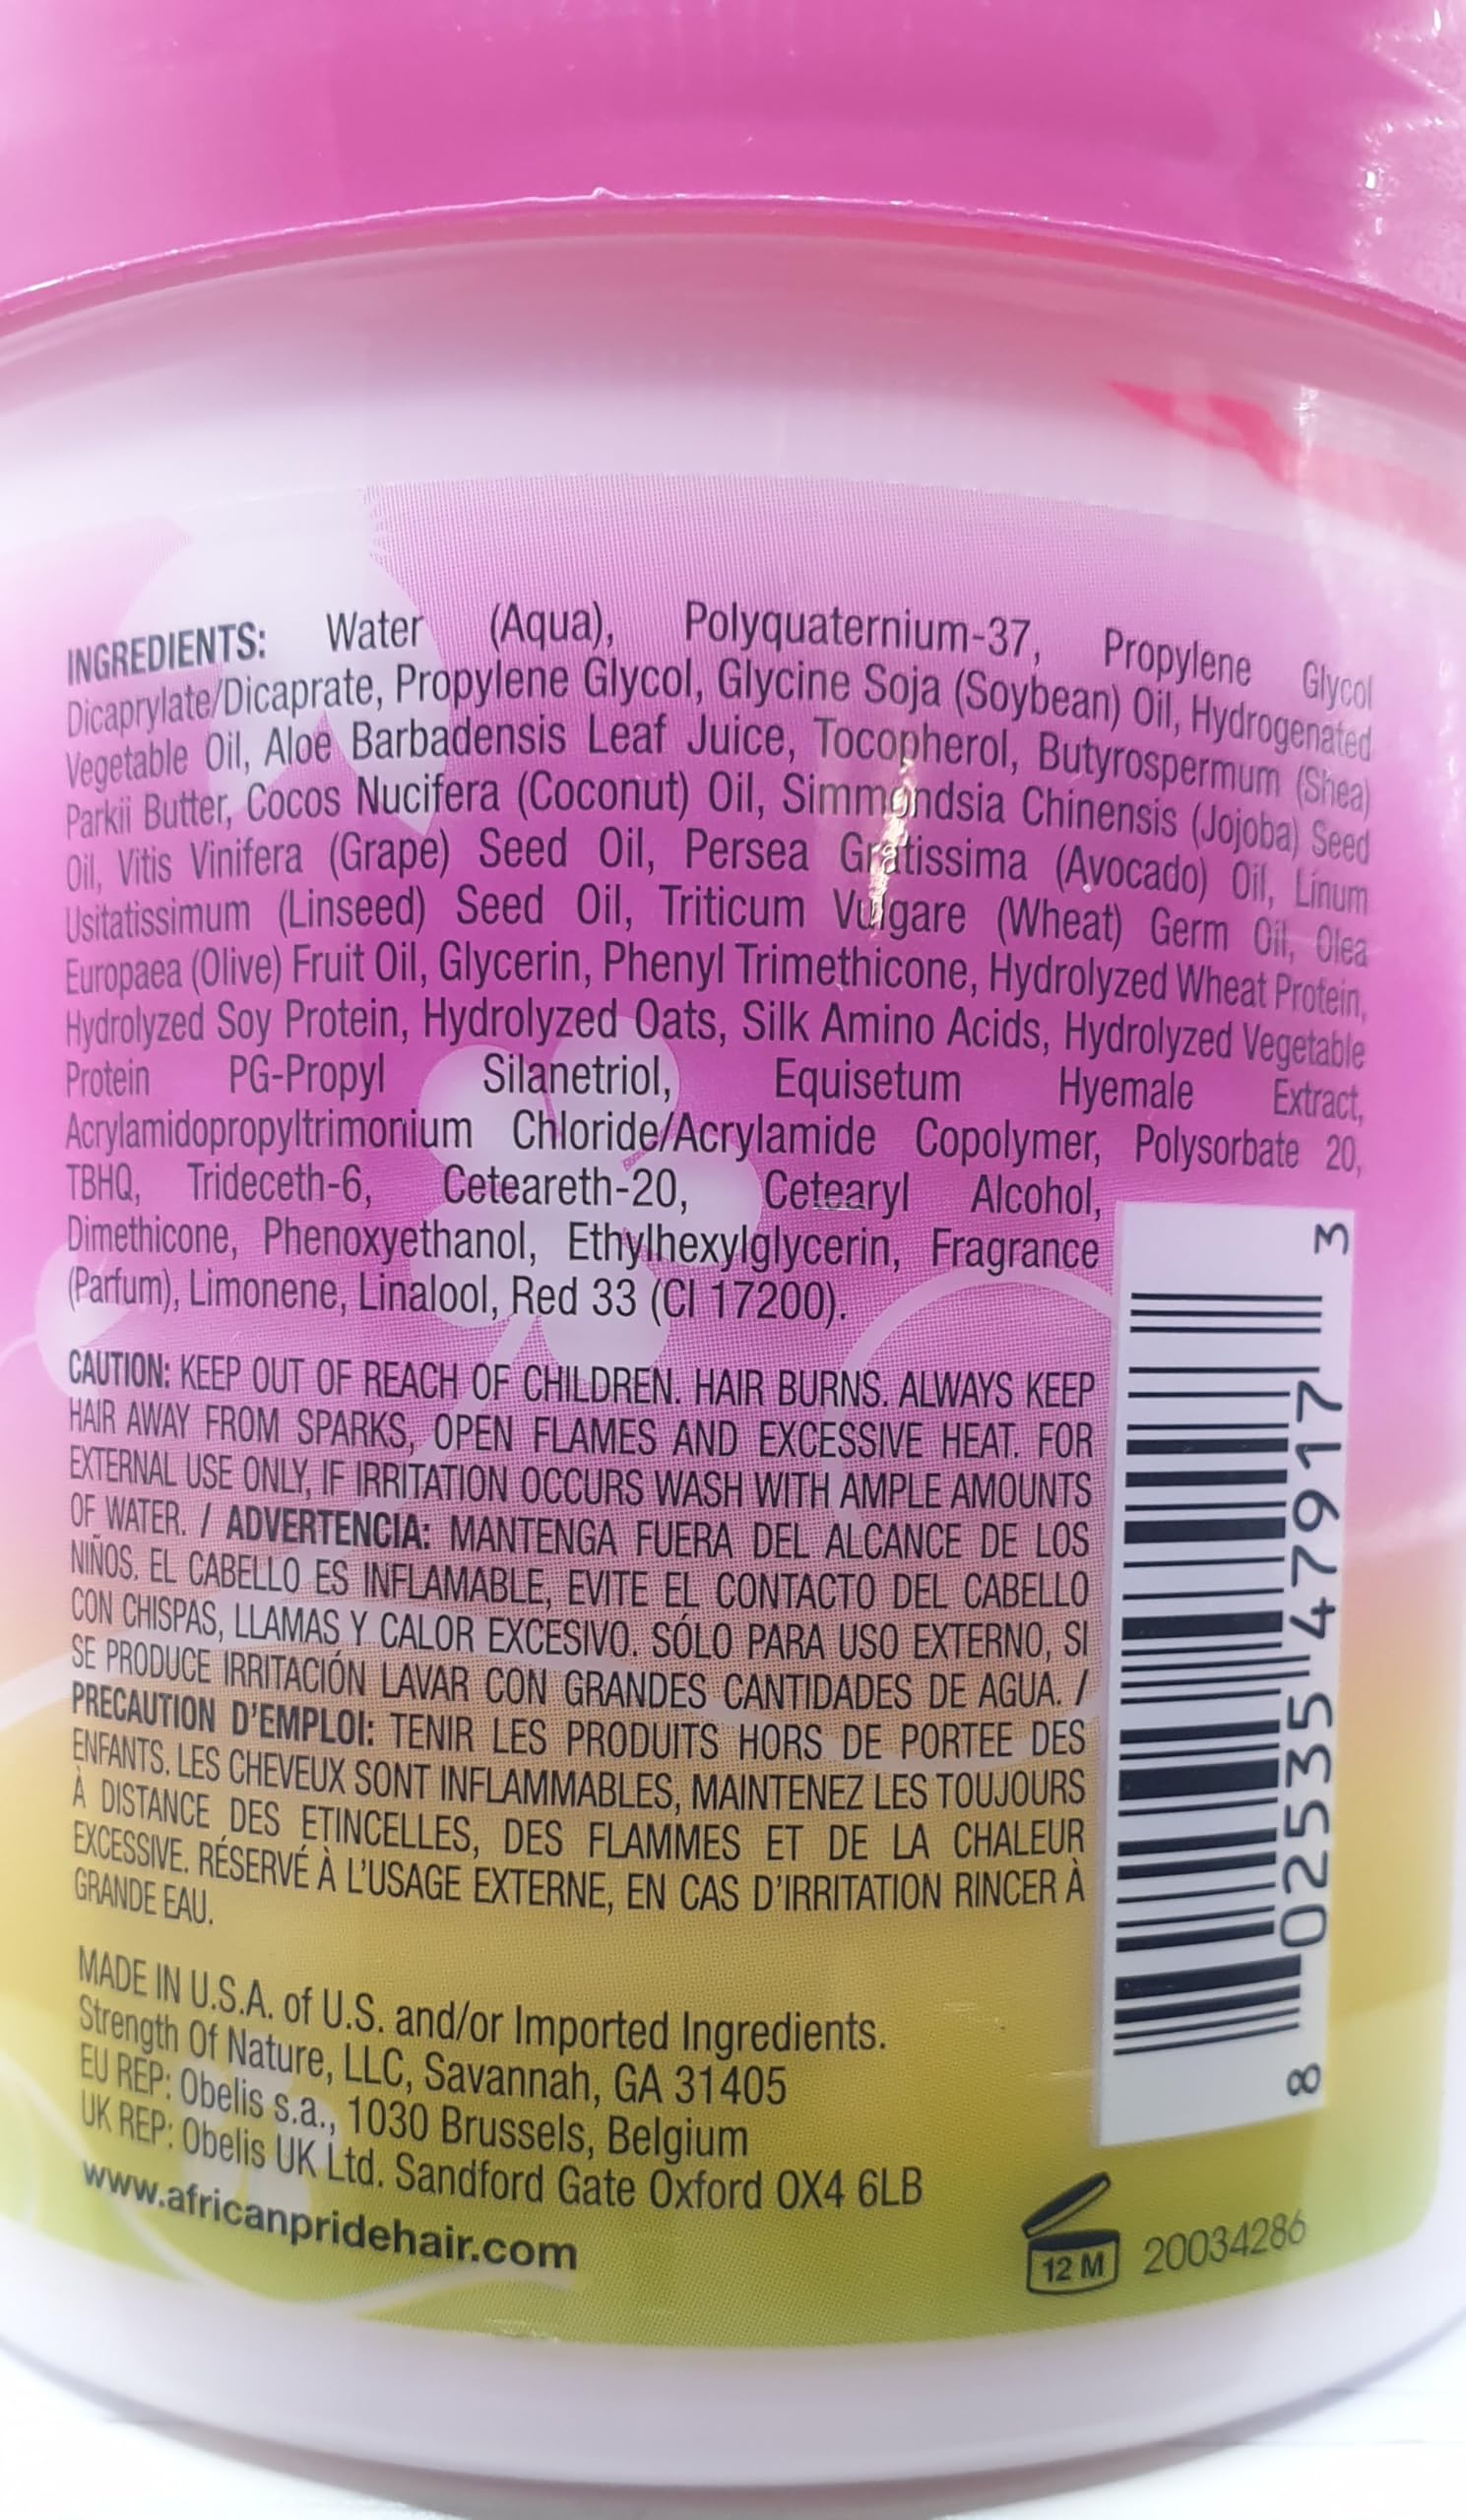 INGREDIENTS: Water (Aqua), Polyquaternium-37, Propylene Glycol
Dicaprylate/Dicaprate, Propylene Glycol, Glycine Soja (Soybean) Oil, Hydrogenated
Vegetable Oil, Aloe Barbadensis Leaf Juice, Tocopherol, Butyrospermum (Shea)
Parkii Butter, Cocos Nucifera (Coconut) Oil, Simmondsia Chinensis (Jojoba) Seed
Oil, Vitis Vinifera (Grape) Seed Oil, Persea Gratissima (Avocado) Oil, Linum
Usitatissimum (Linseed) Seed Oil, Triticum Vulgare (Wheat) Germ Oil, Olea
Europaea (Olive) Fruit Oil, Glycerin, Phenyl Trimethicone, Hydrolyzed Wheat Protein,
Hydrolyzed Soy Protein, Hydrolyzed Oats, Silk Amino Acids, Hydrolyzed Vegetable
Protein PG-Propyl Silanetriol, Equisetum Hyemale Extract,
Acrylamidopropyltrimonium Chloride/Acrylamide Copolymer, Polysorbate 20,
TBHQ, Trideceth-6, Ceteareth-20, Cetearyl Alcohol,
Dimethicone, Phenoxyethanol, Ethylhexylglycerin, Fragrance
(Parfum), Limonene, Linalool, Red 33 (CI 17200).
CAUTION: KEEP OUT OF REACH OF CHILDREN. HAIR BURNS. ALWAYS KEEP
HAIR AWAY FROM SPARKS, OPEN FLAMES AND EXCESSIVE HEAT. FOR
EXTERNAL USE ONLY, IF IRRITATION OCCURS WASH WITH AMPLE AMOUNTS
OF WATER. / ADVERTENCIA: MANTENGA FUERA DEL ALCANCE DE LOS
NIÑOS. EL CABELLO ES INFLAMABLE, EVITE EL CONTACTO DEL CABELLO
CON CHISPAS, LLAMAS Y CALOR EXCESIVO. SÓLO PARA USO EXTERNO, SI
SE PRODUCE IRRITACIÓN LAVAR CON GRANDES CANTIDADES DE AGUA. /
PRECAUTION D'EMPLOI: TENIR LES PRODUITS HORS DE PORTEE DES
ENFANTS. LES CHEVEUX SONT INFLAMMABLES, MAINTENEZ LES TOUJOURS
À DISTANCE DES ETINCELLES, DES FLAMMES ET DE LA CHALEUR
EXCESSIVE. RÉSERVÉ À L'USAGE EXTERNE, EN CAS D'IRRITATION RINCER À
GRANDE EAU.
MADE IN U.S.A. of U.S. and/or Imported Ingredients.
Strength Of Nature, LLC, Savannah, GA 31405
EU REP: Obelis s.a., 1030 Brussels, Belgium
UK REP: Obelis UK Ltd. Sandford Gate Oxford OX4 6LB
www.africanpridehair.com
8 02535 47917 3
12 M 20034286